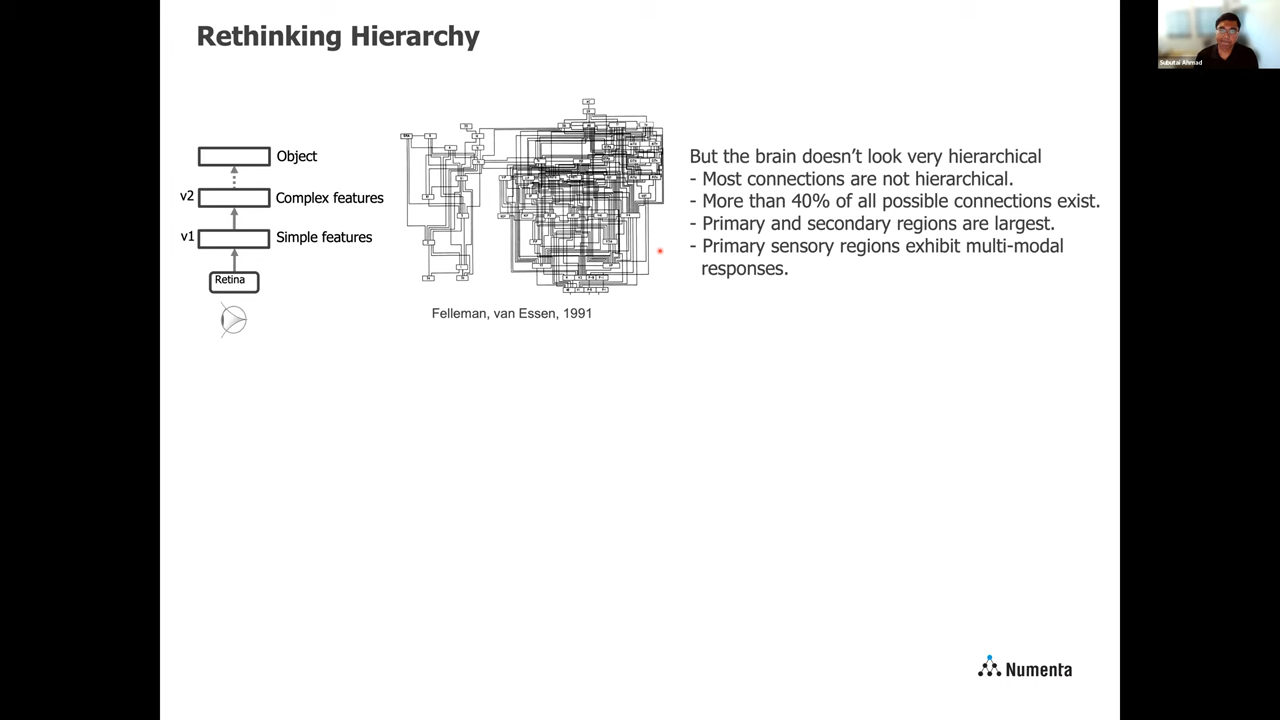 Rethinking Hierarchy
Subutai Ahmad
Object
v2
Complex features
v1
Simple features
Retina
Felleman, van Essen, 1991
But the brain doesn’t look very hierarchical
- Most connections are not hierarchical.
- More than 40% of all possible connections exist.
- Primary and secondary regions are largest.
- Primary sensory regions exhibit multi-modal
responses.
Numenta